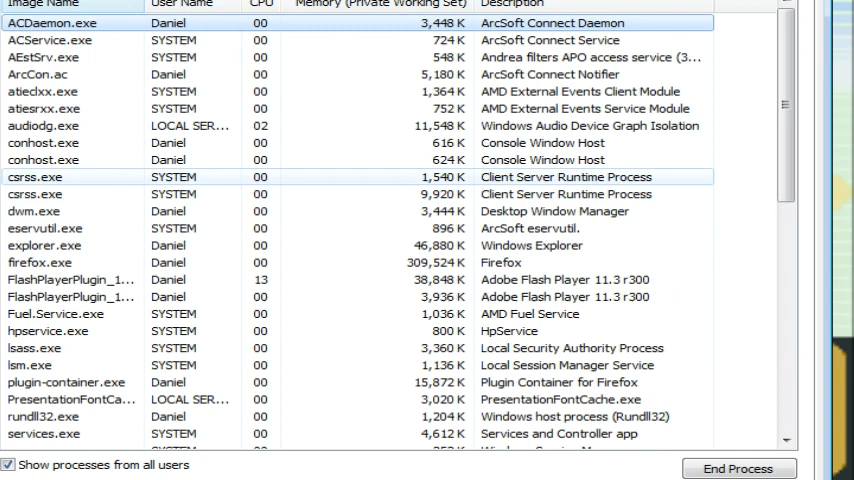 Image Name User Name CPU Memory (Private Working Set) Description
ACDaemon.exe Daniel 00 3,448 K ArcSoft Connect Daemon
ACService.exe SYSTEM 00 724 K ArcSoft Connect Service
AEstSrv.exe SYSTEM 00 548 K Andrea filters APO access service (3...
ArcCon.ac Daniel 00 5,180 K ArcSoft Connect Notifier
atieclxx.exe SYSTEM 00 1,364 K AMD External Events Client Module
atiesrxx.exe SYSTEM 00 752 K AMD External Events Service Module
audiodg.exe LOCAL SER... 02 11,548 K Windows Audio Device Graph Isolation
conhost.exe Daniel 00 616 K Console Window Host
conhost.exe Daniel 00 624 K Console Window Host
csrss.exe SYSTEM 00 1,540 K Client Server Runtime Process
csrss.exe SYSTEM 00 9,920 K Client Server Runtime Process
dwm.exe Daniel 00 3,444 K Desktop Window Manager
eservutil.exe SYSTEM 00 896 K ArcSoft eservutil.
explorer.exe Daniel 00 46,880 K Windows Explorer
firefox.exe Daniel 00 309,524 K Firefox
FlashPlayerPlugin_1... Daniel 13 38,848 K Adobe Flash Player 11.3 r300
FlashPlayerPlugin_1... Daniel 00 3,936 K Adobe Flash Player 11.3 r300
Fuel.Service.exe SYSTEM 00 1,036 K AMD Fuel Service
hpservice.exe SYSTEM 00 800 K HpService
lsass.exe SYSTEM 00 3,360 K Local Security Authority Process
lsm.exe SYSTEM 00 1,136 K Local Session Manager Service
plugin-container.exe Daniel 00 15,872 K Plugin Container for Firefox
PresentationFontCa... LOCAL SER... 00 3,020 K PresentationFontCache.exe
rundll32.exe Daniel 00 1,204 K Windows host process (Rundll32)
services.exe SYSTEM 00 4,612 K Services and Controller app
Show processes from all users
End Process